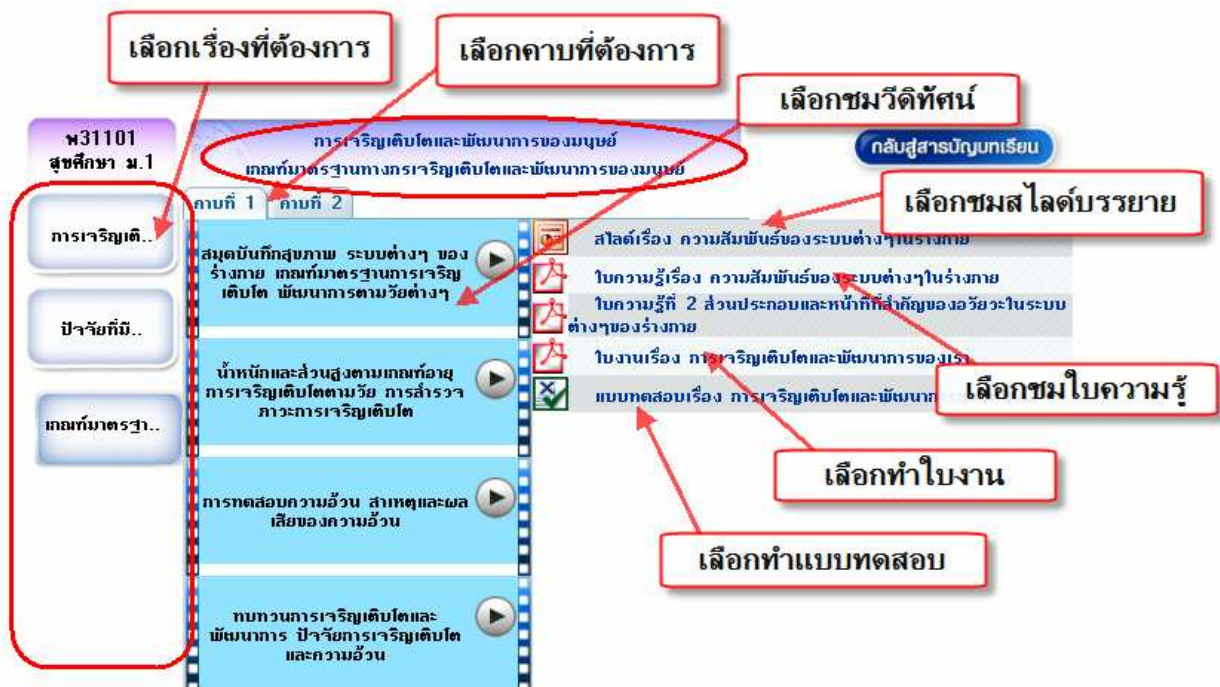 เลือกเรื่องที่ต้องการ
เลือกคาบที่ต้องการ
เลือกชมวีดิทัศน์
พ31101
สุขศึกษา ม.1
การเจริญเติบโตและพัฒนาการของมนุษย์
เกณฑ์มาตรฐานทางกรเจริญเติบโตและพัฒนาการของมนุษย์
กลับสู่สารบัญบทเรียน
เลือกชมสไลด์บรรยาย
คาบที่ 1
คาบที่ 2
การเจริญเติ..
ปัจจัยที่มี..
เกณฑ์มาตรฐา..
สมุดบันทึกสุขภาพ ระบบต่างๆ ของ
ร่างกาย เกณฑ์มาตรฐานการเจริญ
เติบโต พัฒนาการตามวัยต่างๆ
น้ำหนักและส่วนสูงตามเกณฑ์อายุ
การเจริญเติบโตตามวัย การสำรวจ
ภาวะการเจริญเติบโต
การทดสอบความอ้วน สาเหตุและผล
เสียของความอ้วน
ทบทวนการเจริญเติบโตและ
พัฒนาการ ปัจจัยการเจริญเติบโต
และความอ้วน
สไลด์เรื่อง ความสัมพันธ์ของระบบต่างๆในร่างกาย
ใบความรู้เรื่อง ความสัมพันธ์ของระบบต่างๆในร่างกาย
ใบความรู้ที่ 2 ส่วนประกอบและหน้าที่ที่สำคัญของอวัยวะในระบบ
ต่างๆของร่างกาย
ใบงานเรื่อง การเจริญเติบโตและพัฒนาการของเรา
แบบทดสอบเรื่อง การเจริญเติบโตและพัฒนาการ
เลือกชมใบความรู้
เลือกทำใบงาน
เลือกทำแบบทดสอบ